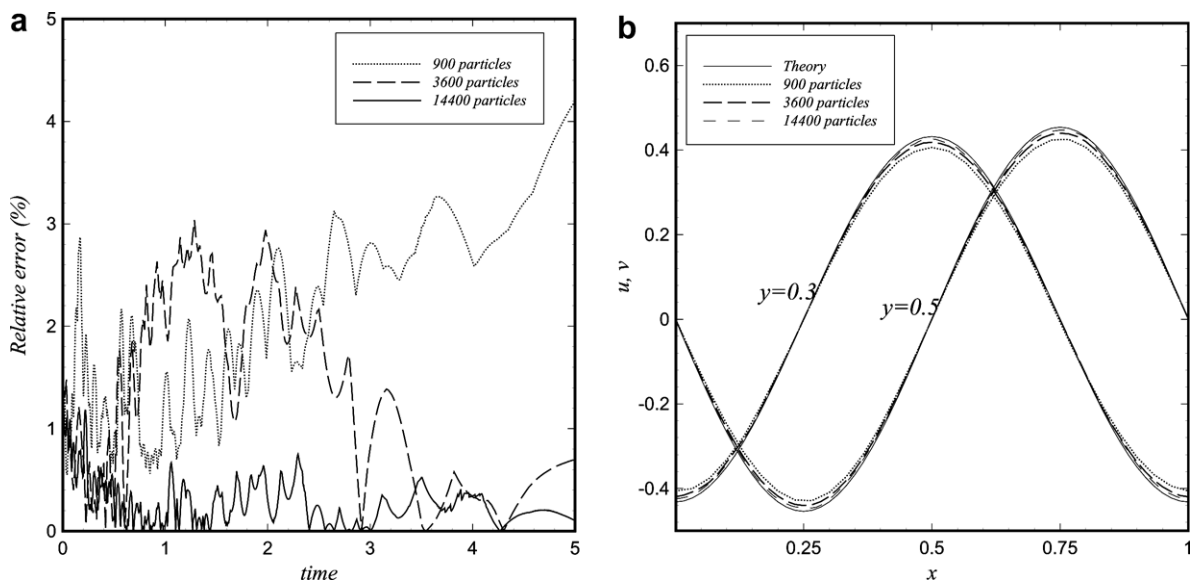 a
5
4
3
2
1
0
Relative error (%)
0
1
2
3
4
5
time
900 particles
3600 particles
14400 particles
b
0.6
0.4
0.2
0
-0.2
-0.4
u, v
0.25
0.5
0.75
1
x
Theory
900 particles
3600 particles
14400 particles
y=0.3
y=0.5